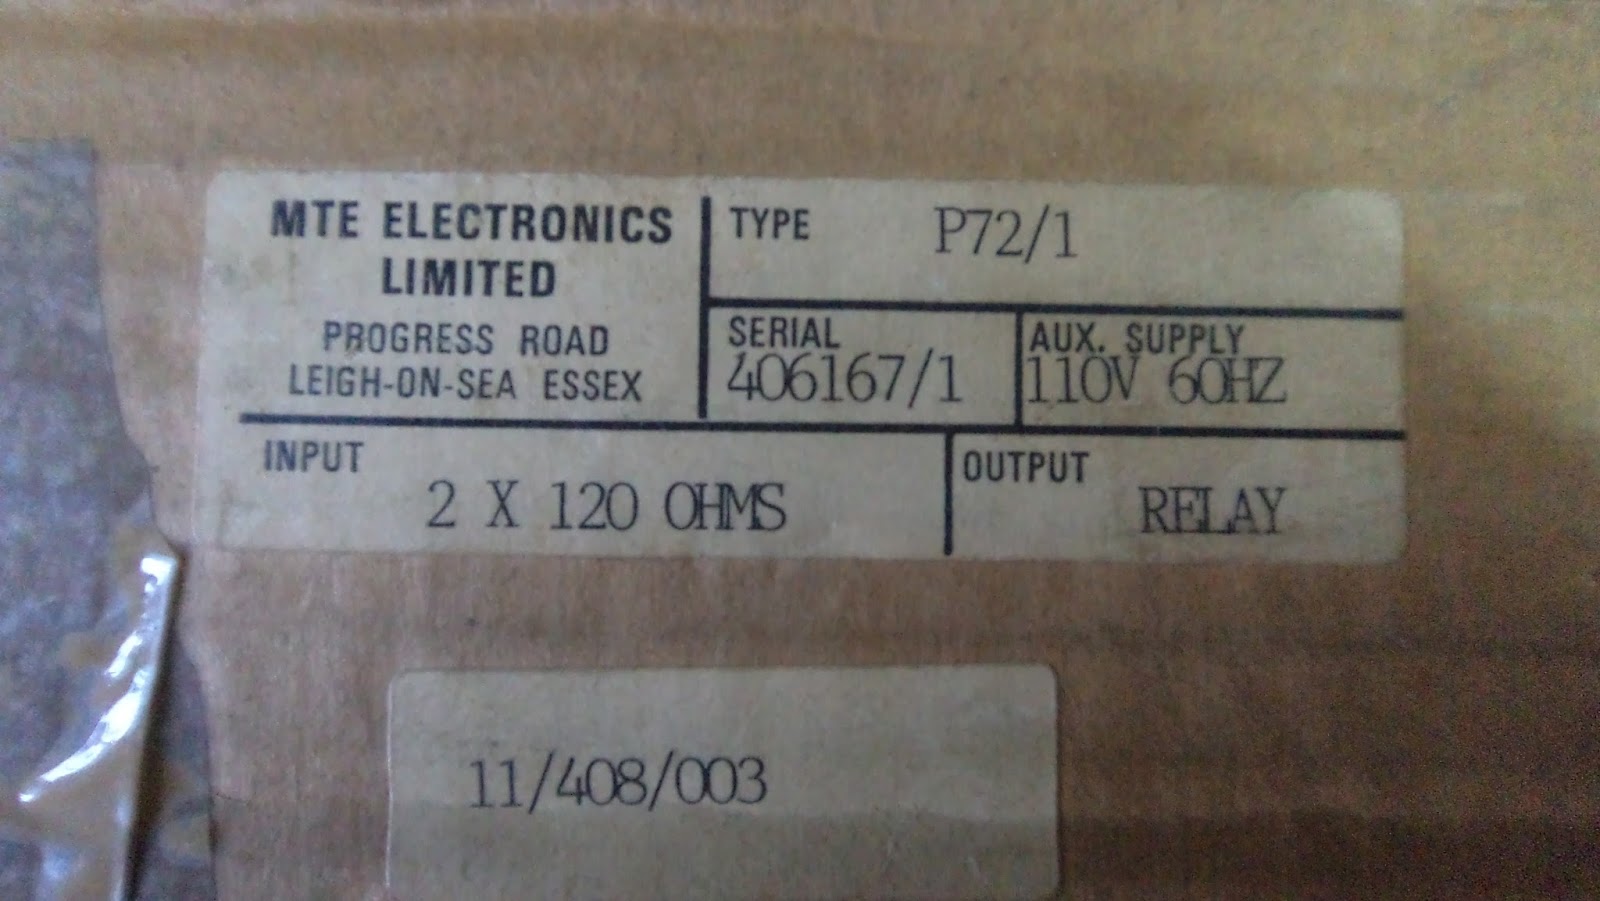 MTE ELECTRONICS
LIMITED
PROGRESS ROAD
LEIGH-ON-SEA ESSEX
TYPE P72/1
SERIAL
406167/1
AUX. SUPPLY
110V 60HZ
INPUT
2 X 120 OHMS
OUTPUT
RELAY
11/408/003